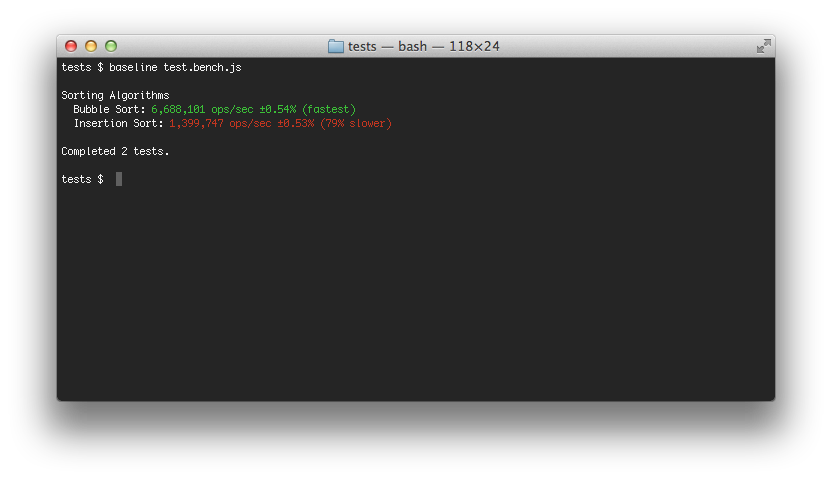 tests — bash — 118×24
tests $ baseline test.bench.js
Sorting Algorithms
Bubble Sort: 6,688,101 ops/sec ±0.54% (fastest)
Insertion Sort: 1,399,747 ops/sec ±0.53% (79% slower)
Completed 2 tests.
tests $